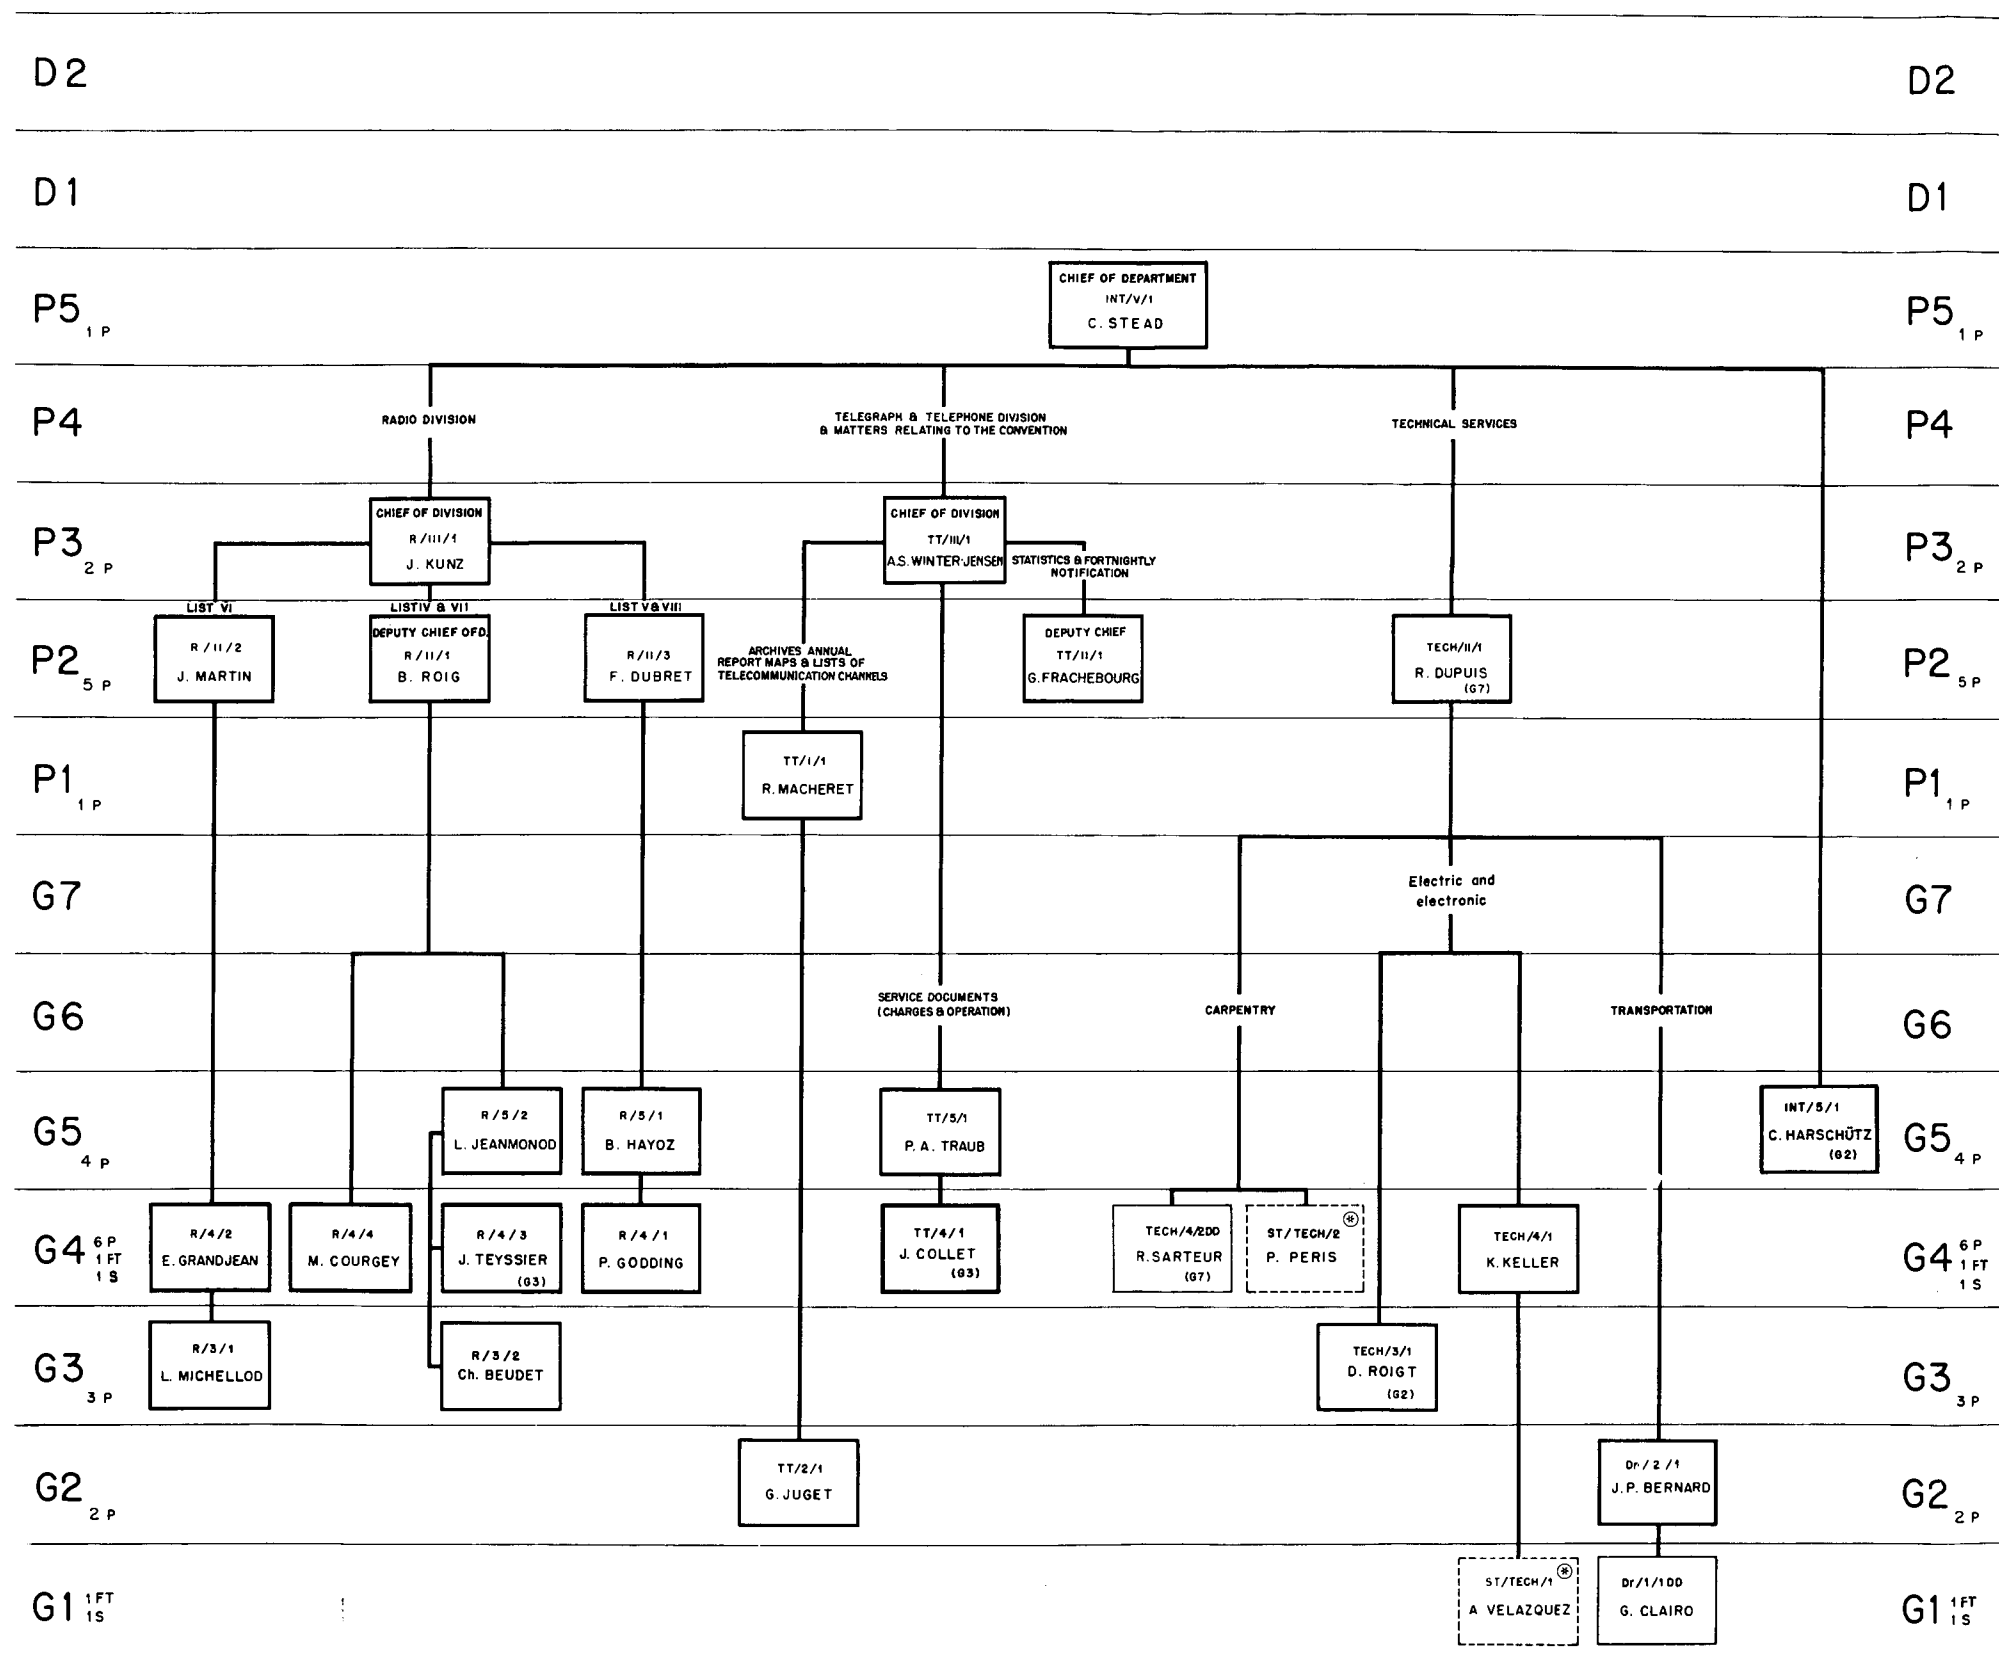 D2
D2
D1
D1
P5 1 P
CHIEF OF DEPARTMENT
INT/V/1
C. STEAD
P5 1 P
P4
RADIO DIVISION
TELEGRAPH & TELEPHONE DIVISION
& MATTERS RELATING TO THE CONVENTION
TECHNICAL SERVICES
P4
P3 2 P
CHIEF OF DIVISION
R/III/1
J. KUNZ
CHIEF OF DIVISION
TT/III/1
A.S. WINTER-JENSEN
STATISTICS & FORTNIGHTLY
NOTIFICATION
P3 2 P
P2 5 P
LIST VI
R/II/2
J. MARTIN
LIST IV & VII
DEPUTY CHIEF OF D.
R/II/1
B. ROIG
LIST V & VIII
R/II/3
F. DUBRET
ARCHIVES ANNUAL
REPORT MAPS & LISTS OF
TELECOMMUNICATION CHANNELS
DEPUTY CHIEF
TT/II/1
G. FRACHEBOURG
TECH/II/1
R. DUPUIS
(G7)
P2 5 P
P1 1 P
TT/I/1
R. MACHERET
P1 1 P
G7
Electric and
electronic
G7
G6
SERVICE DOCUMENTS
(CHARGES & OPERATION)
CARPENTRY
TRANSPORTATION
G6
G5 4 P
R/5/2
L. JEANMONOD
R/5/1
B. HAYOZ
TT/5/1
P. A. TRAUB
INT/5/1
C. HARSCHÜTZ
(G2)
G5 4 P
G4 6 P
1 FT
1 S
R/4/2
E. GRANDJEAN
R/4/4
M. COURGEY
R/4/3
J. TEYSSIER
(G3)
R/4/1
P. GODDING
TT/4/1
J. COLLET
(G3)
TECH/4/2DD
R. SARTEUR
(G7)
ST/TECH/2 *
P. PERIS
TECH/4/1
K. KELLER
G4 6 P
1 FT
1 S
G3 3 P
R/3/1
L. MICHELLOD
R/3/2
Ch. BEUDET
TECH/3/1
D. ROIGT
(G2)
G3 3 P
G2 2 P
TT/2/1
G. JUGET
Dr/2/1
J. P. BERNARD
G2 2 P
G1 1 FT
1 S
ST/TECH/1 *
A VELAZQUEZ
Dr/1/1 DD
G. CLAIRO
G1 1 FT
1 S